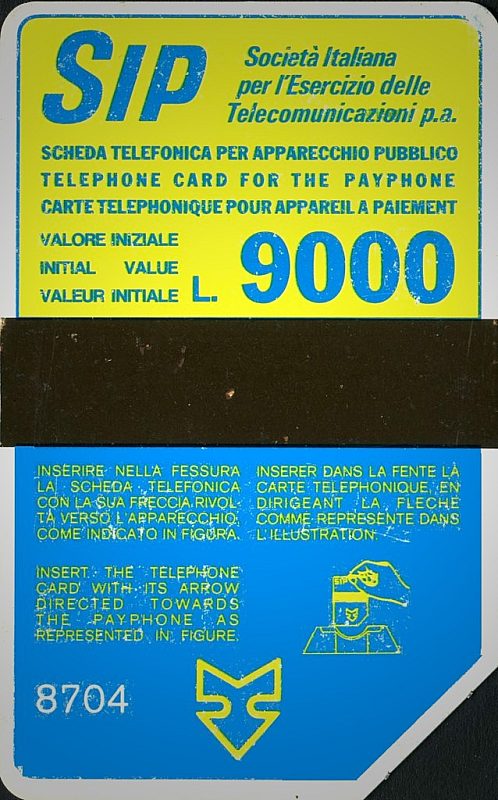 SIP
Società Italiana
per l'Esercizio delle
Telecomunicazioni p.a.
SCHEDA TELEFONICA PER APPARECCHIO PUBBLICO
TELEPHONE CARD FOR THE PAYPHONE
CARTE TELEPHONIQUE POUR APPAREIL A PAIEMENT
VALORE INIZIALE
INITIAL VALUE
VALEUR INITIALE L. 9000
INSERIRE NELLA FESSURA
LA SCHEDA TELEFONICA
CON LA SUA FRECCIA RIVOL-
TA VERSO L'APPARECCHIO,
COME INDICATO IN FIGURA.
INSERER DANS LA FENTE LA
CARTE TELEPHONIQUE, EN
DIRIGEANT LA FLECHE
COMME REPRESENTE DANS
L'ILLUSTRATION.
INSERT THE TELEPHONE
CARD WITH ITS ARROW
DIRECTED TOWARDS
THE PAYPHONE AS
REPRESENTED IN FIGURE.
8704